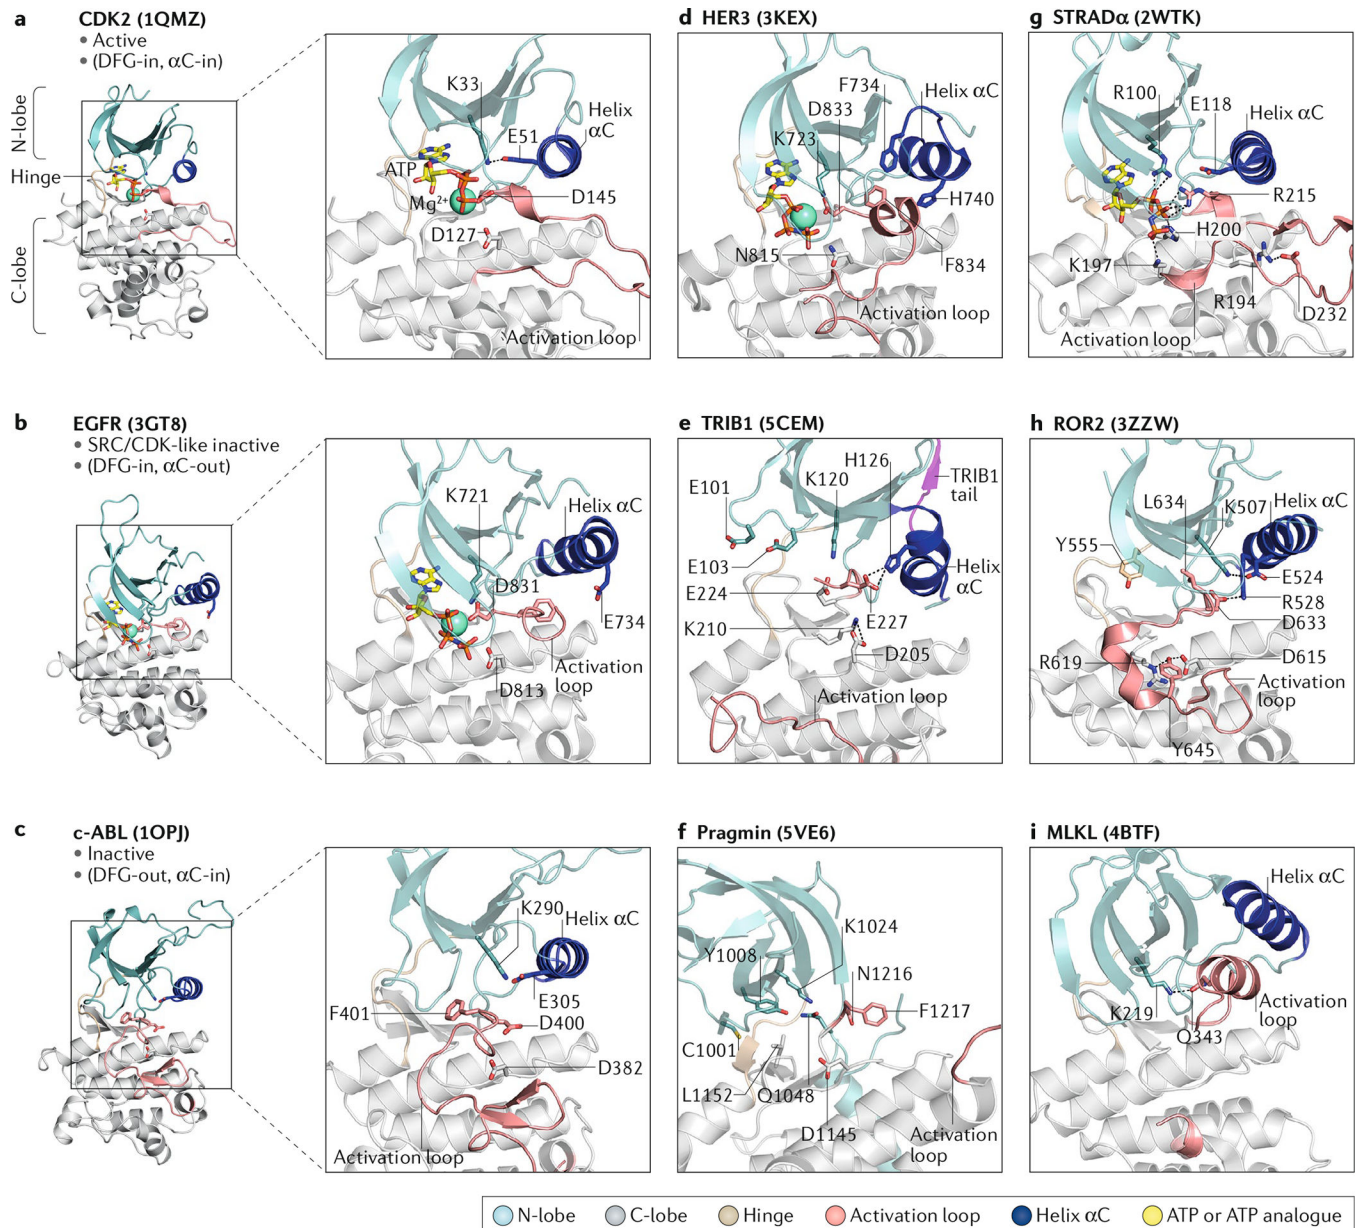 a CDK2 (1QMZ)
• Active
• (DFG-in, αC-in)
N-lobe
Hinge
C-lobe
K33
Helix
αC
E51
ATP
Mg²⁺
D145
D127
Activation loop
d HER3 (3KEX)
F734
Helix αC
D833
K723
H740
N815
F834
Activation loop
g STRADα (2WTK)
R100
E118
Helix αC
R215
H200
K197
R194
D232
Activation loop
b EGFR (3GT8)
• SRC/CDK-like inactive
• (DFG-in, αC-out)
K721
Helix αC
D831
E734
Activation
loop
D813
e TRIB1 (5CEM)
H126
TRIB1
tail
K120
E101
E103
Helix
αC
E224
E227
K210
D205
Activation loop
h ROR2 (3ZZW)
L634
K507
Helix αC
Y555
E524
R528
D633
R619
D615
Activation
loop
Y645
c c-ABL (1OPJ)
• Inactive
• (DFG-out, αC-in)
K290
Helix αC
E305
F401
D400
D382
Activation loop
f Pragmin (5VE6)
K1024
Y1008
N1216
F1217
C1001
L1152
Q1048
D1145
Activation
loop
i MLKL (4BTF)
Helix αC
K219
Activation
loop
Q343
N-lobe C-lobe Hinge Activation loop Helix αC ATP or ATP analogue